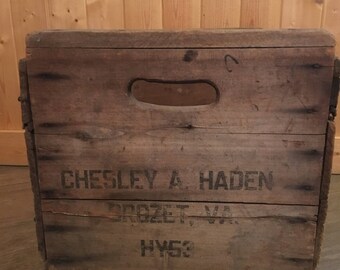 CHESLEY A. HADEN
CROZET, VA.
HY53